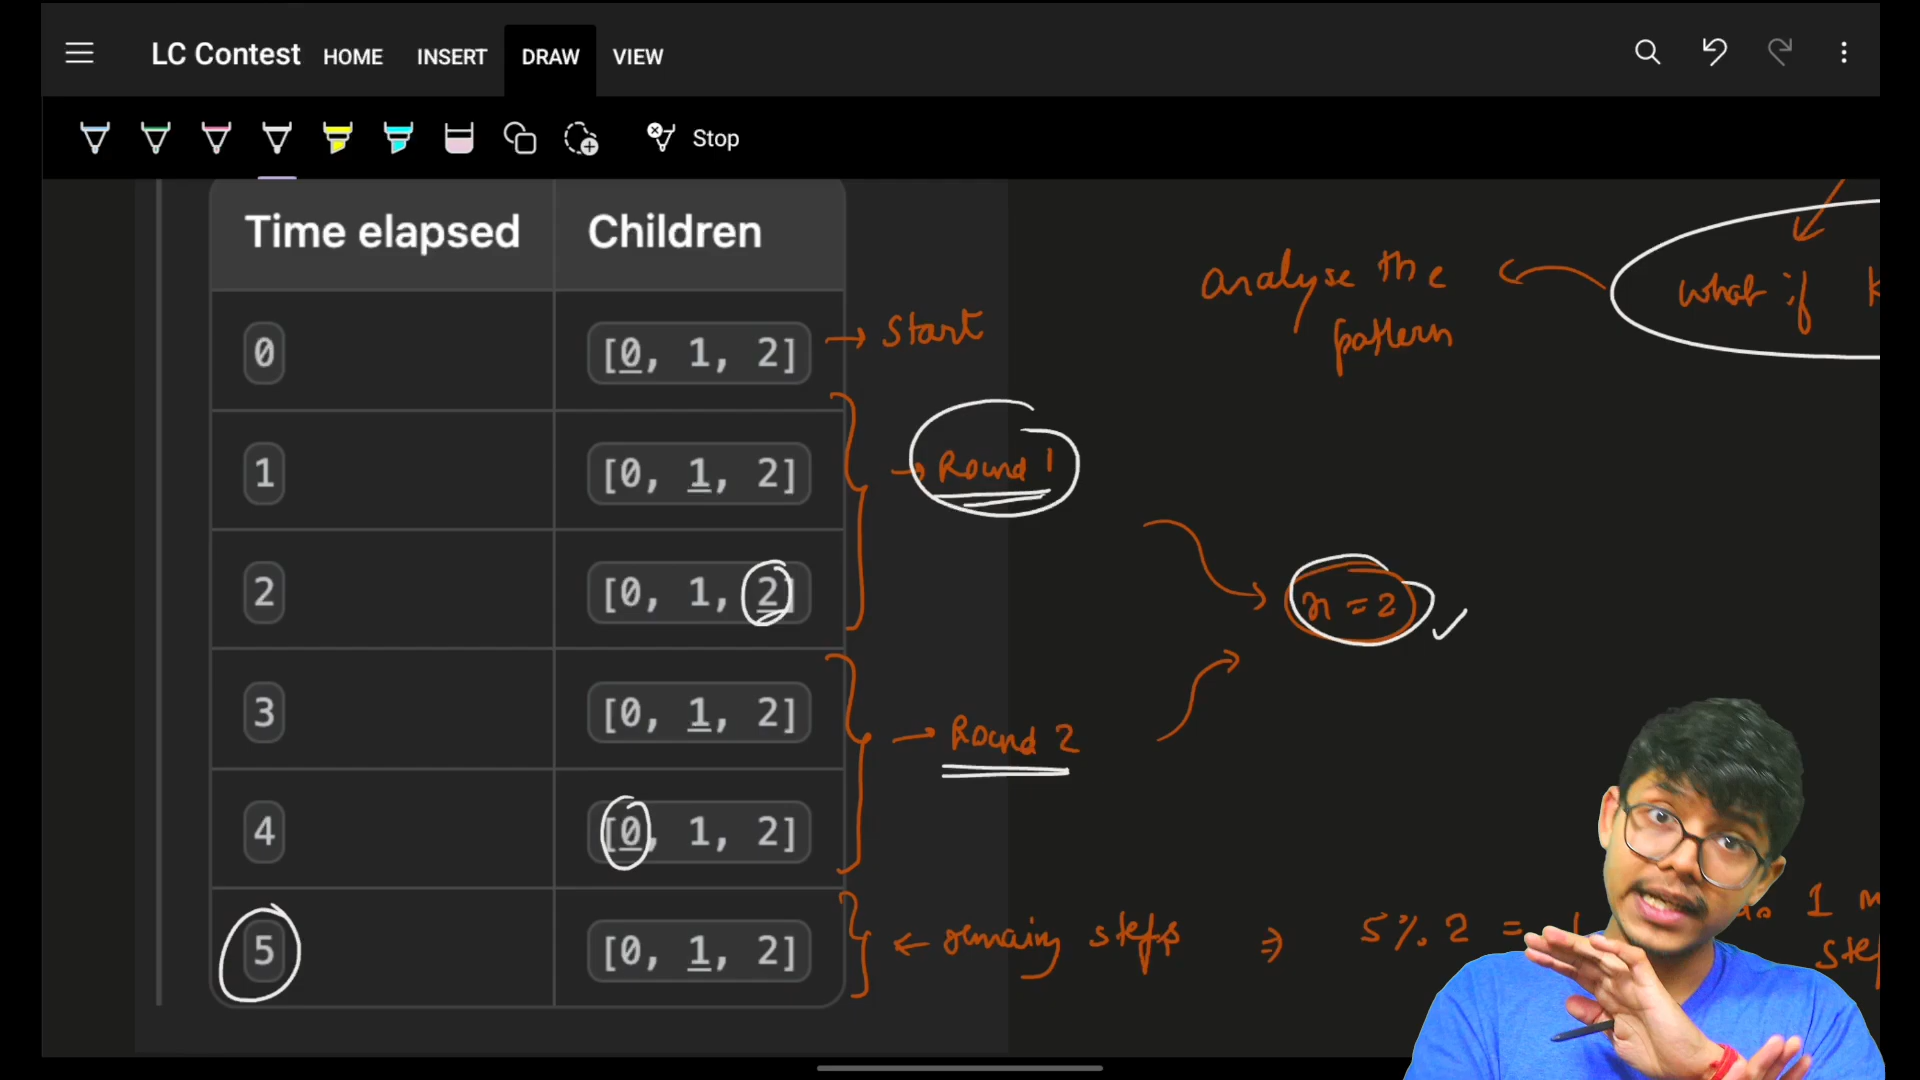 LC Contest HOME INSERT DRAW VIEW
Stop
Time elapsed Children
analyse the
pattern
what if
0 [0, 1, 2] → Start
1 [0, 1, 2]
→ Round 1
2 [0, 1, 2]
n = 2 ✓
3 [0, 1, 2]
→ Round 2
4 [0, 1, 2]
5 [0, 1, 2] ← remaing steps ⇒ 5 % 2 = 1
1